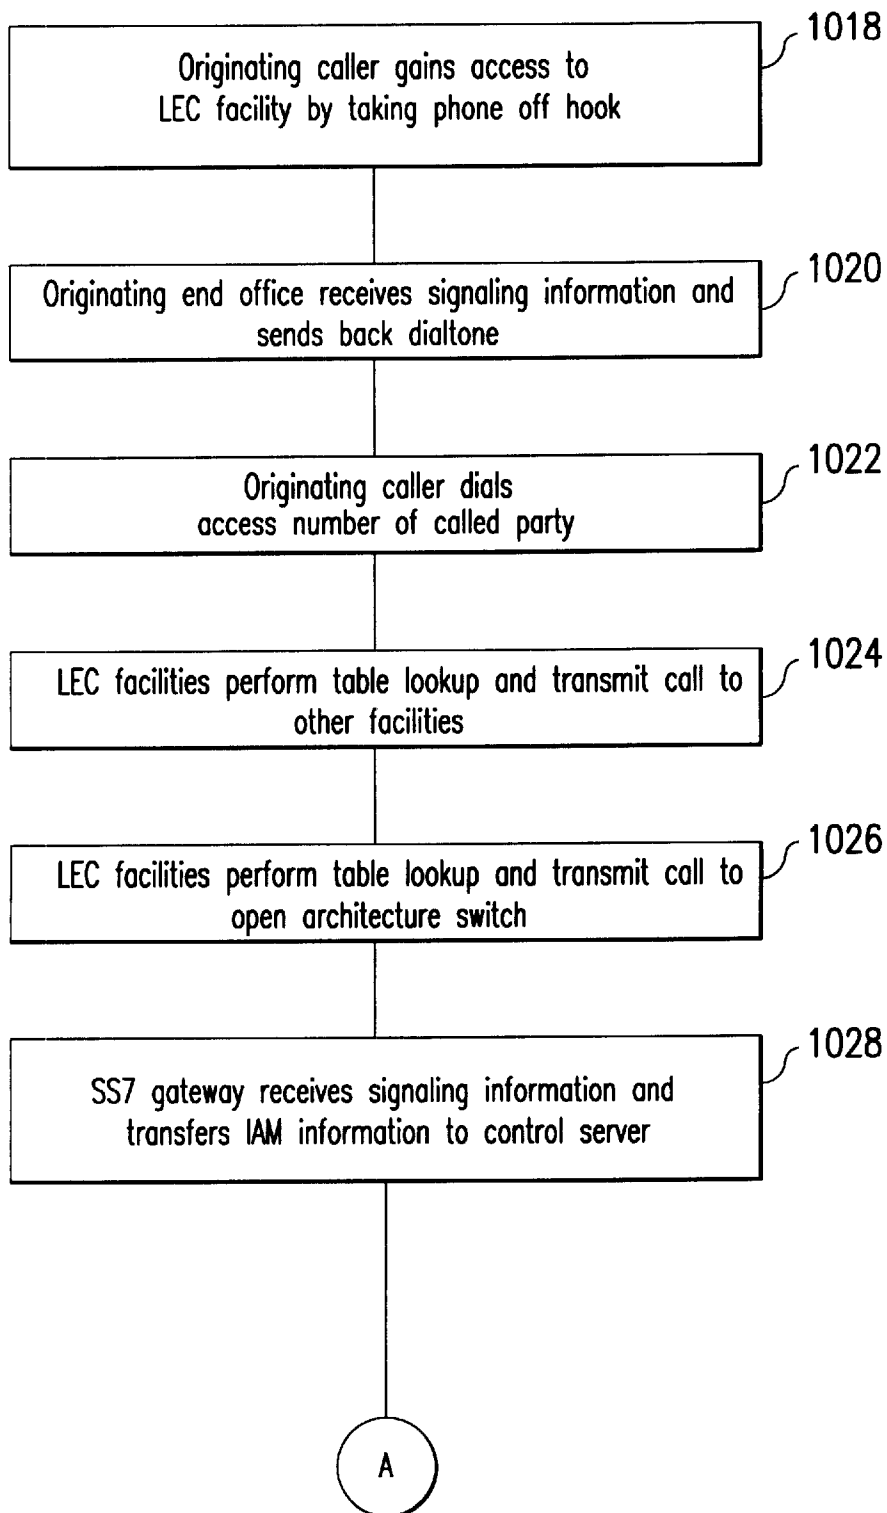 1018
Originating caller gains access to
LEC facility by taking phone off hook
1020
Originating end office receives signaling information and
sends back dialtone
1022
Originating caller dials
access number of called party
1024
LEC facilities perform table lookup and transmit call to
other facilities
1026
LEC facilities perform table lookup and transmit call to
open architecture switch
1028
SS7 gateway receives signaling information and
transfers IAM information to control server
A